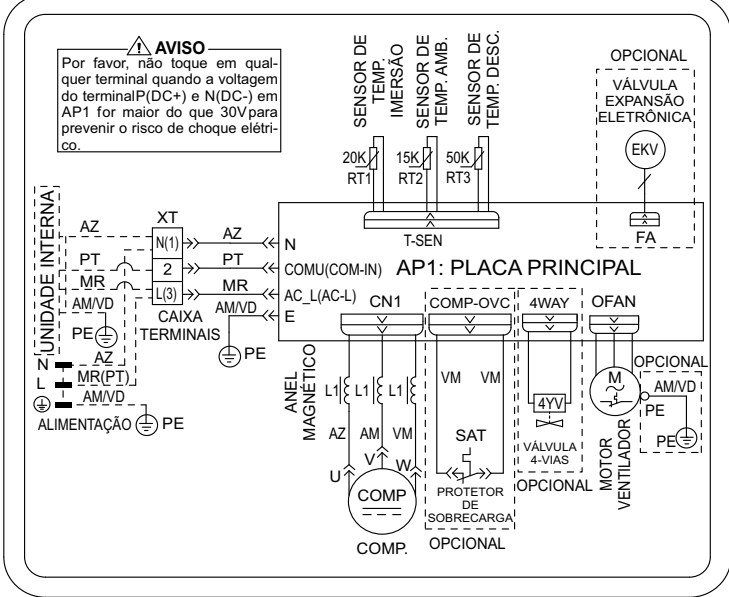 AVISO
Por favor, não toque em qual-
quer terminal quando a voltagem
do terminalP(DC+) e N(DC-) em
AP1 for maior do que 30Vpara
prevenir o risco de choque elétri-
co.
SENSOR DE
TEMP.
IMERSÃO
SENSOR DE
TEMP. AMB.
SENSOR DE
TEMP. DESC.
20K
RT1
15K
RT2
50K
RT3
T-SEN
OPCIONAL
VÁLVULA
EXPANSÃO
ELETRÔNICA
EKV
FA
UNIDADE INTERNA
AZ
PT
MR
AM/VD
PE
XT
N(1)
2
L(3)
CAIXA
TERMINAIS
AZ
PT
MR
AM/VD
PE
N
COMU(COM-IN)
AC_L(AC-L)
E
AP1: PLACA PRINCIPAL
CN1
COMP-OVC
4WAY
OFAN
N
L
AZ
MR(PT)
AM/VD
ALIMENTAÇÃO
PE
ANEL
MAGNÉTICO
L1
L1
L1
AZ
AM
VM
U
V
W
COMP
COMP.
VM
VM
SAT
PROTETOR
DE
SOBRECARGA
OPCIONAL
4YV
VÁLVULA
4-VIAS
OPCIONAL
M
MOTOR
VENTILADOR
OPCIONAL
AM/VD
PE
PE